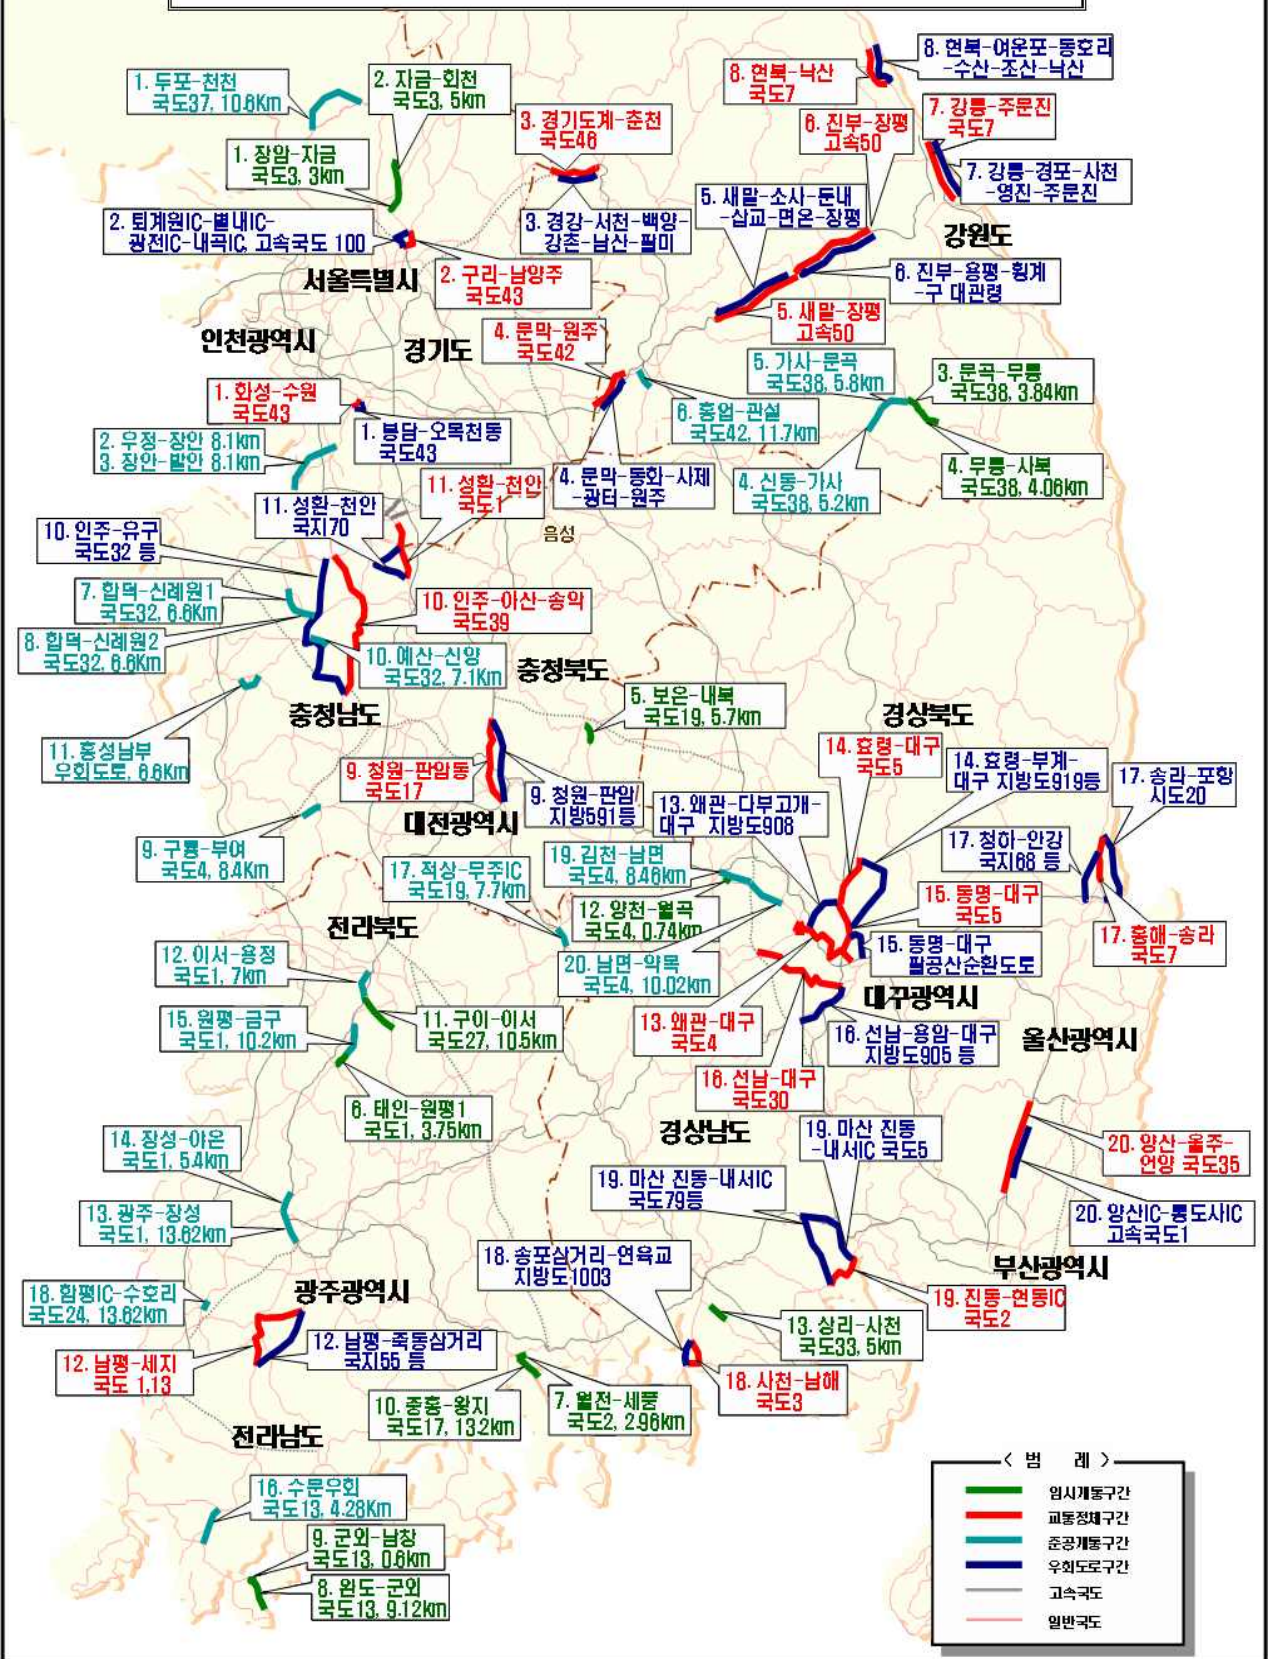 1. 두포-천천
국도37, 10.6Km
2. 자금-회천
국도3, 5km
1. 장암-자금
국도3, 3km
2. 퇴계원IC-별내IC-
광전IC-내곡IC, 고속국도 100
서울특별시
2. 구리-남양주
국도43
3. 경기도계-춘천
국도46
3. 경강-서천-백양-
강촌-남산-팔미
8. 현북-낙산
국도7
8. 현북-여운포-동호리
-수산-조산-낙산
6. 진부-장평
고속50
7. 강릉-주문진
국도7
7. 강릉-경포-사천
-영진-주문진
5. 새말-소사-둔내
-삽교-면온-장평
강원도
6. 진부-용평-횡계
-구 대관령
5. 새말-장평
고속50
인천광역시
경기도
4. 문막-원주
국도42
5. 가사-문곡
국도38, 5.8km
3. 문곡-무릉
국도38, 3.84km
1. 화성-수원
국도43
1. 봉담-오목천동
국도43
6. 흥업-관설
국도42, 11.7km
2. 우정-장안 8.1km
3. 장안-발안 8.1km
4. 문막-동화-사제
-광터-원주
4. 신동-가사
국도38, 5.2km
4. 무릉-사북
국도38, 4.06km
11. 성환-천안
국도1
11. 성환-천안
국지70
음성
10. 인주-유구
국도32 등
7. 합덕-신례원1
국도32, 6.6Km
8. 합덕-신례원2
국도32, 6.6Km
10. 인주-아산-송악
국도39
10. 예산-신양
국도32, 7.1Km
충청북도
충청남도
5. 보은-내북
국도19, 5.7km
경상북도
11. 홍성남부
우회도로, 6.6Km
9. 청원-판암동
국도17
9. 청원-판암
지방591등
대전광역시
14. 효령-대구
국도5
14. 효령-부계-
대구 지방도919등
17. 송라-포항
시도20
13. 왜관-다부고개-
대구 지방도908
17. 청하-안강
국지68 등
9. 구룡-부여
국도4, 8.4Km
17. 적상-무주IC
국도19, 7.7km
19. 김천-남면
국도4, 8.46km
12. 양천-월곡
국도4, 0.74km
15. 동명-대구
국도5
15. 동명-대구
팔공산순환도로
17. 흥해-송라
국도7
전라북도
12. 이서-용정
국도1, 7km
20. 남면-약목
국도4, 10.02km
대구광역시
15. 원평-금구
국도1, 10.2km
11. 구이-이서
국도27, 10.5km
13. 왜관-대구
국도4
16. 선남-용암-대구
지방도905 등
울산광역시
16. 선남-대구
국도30
6. 태인-원평1
국도1, 3.75km
경상남도
14. 장성-야은
국도1, 5.4km
19. 마산 진동
-내서IC 국도5
20. 양산-울주-
언양 국도35
19. 마산 진동-내서IC
국도79등
13. 광주-장성
국도1, 13.62km
20. 양산IC-통도사IC
고속국도1
18. 송포삼거리-연육교
지방도1003
부산광역시
18. 함평IC-수호리
국도24, 13.62km
광주광역시
19. 진동-현동IC
국도2
13. 상리-사천
국도33, 5km
12. 남평-세지
국도 1,13
12. 남평-죽동삼거리
국지55 등
18. 사천-남해
국도3
10. 중흥-왕지
국도17, 13.2km
7. 월전-세풍
국도2, 2.96km
전라남도
16. 수문우회
국도13, 4.28Km
9. 군외-남창
국도13, 0.6km
8. 완도-군외
국도13, 9.12km
< 범 례 >
임시개통구간
교통정체구간
준공개통구간
우회도로구간
고속국도
일반국도